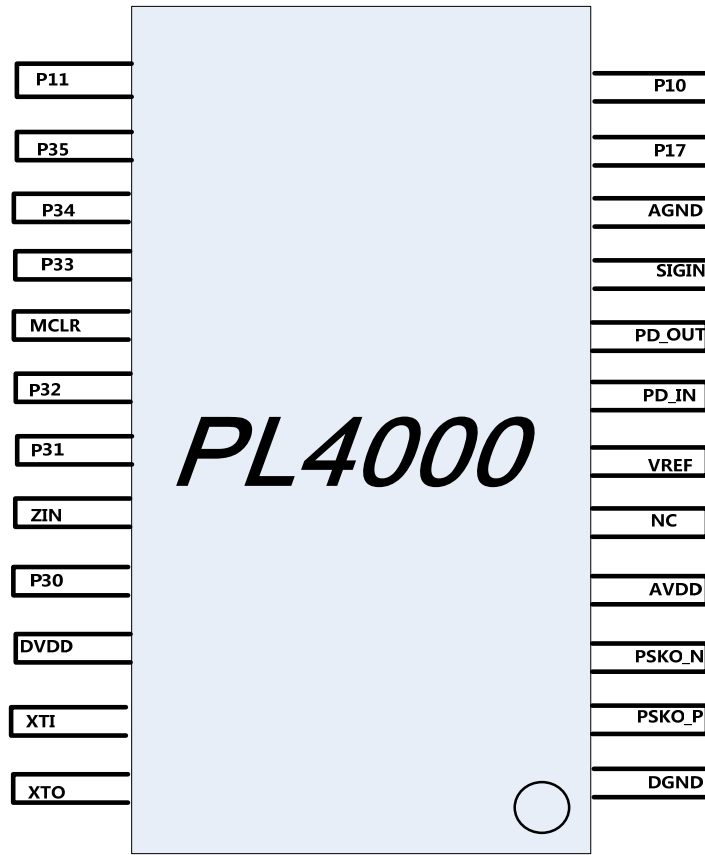 P11
P35
P34
P33
MCLR
P32
P31
ZIN
P30
DVDD
XTI
XTO
PL4000
P10
P17
AGND
SIGIN
PD_OUT
PD_IN
VREF
NC
AVDD
PSKO_N
PSKO_P
DGND